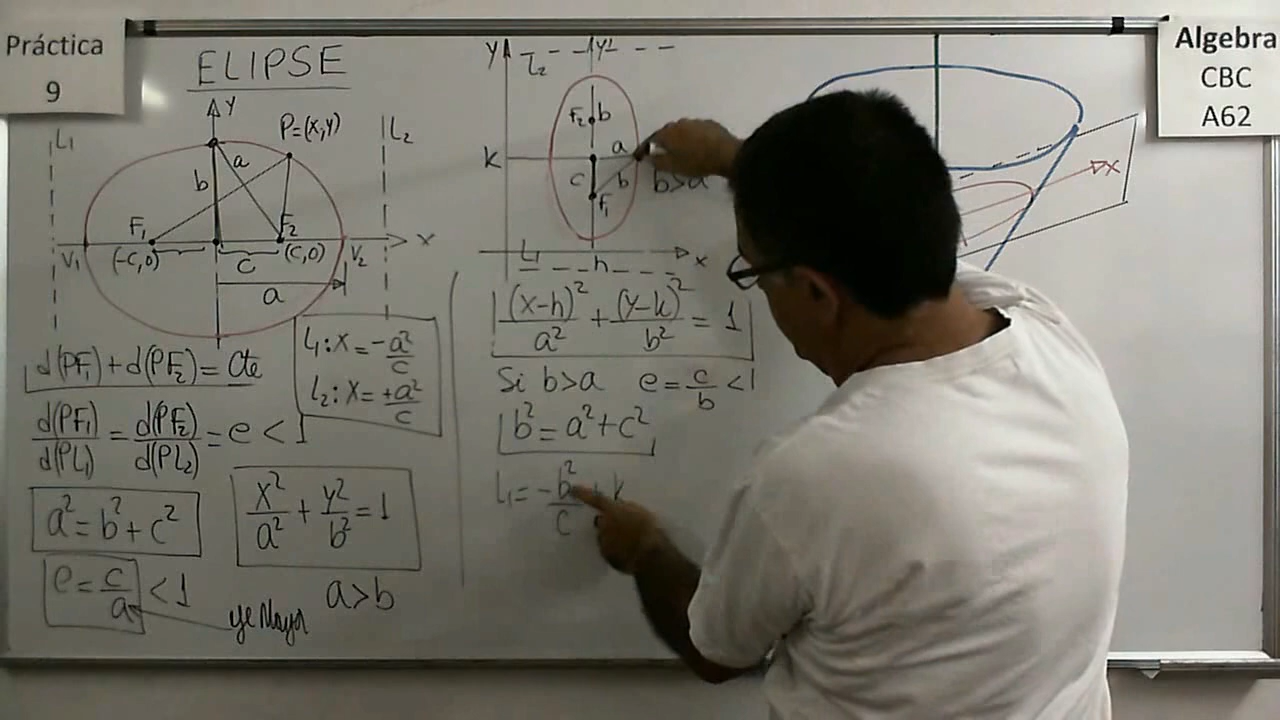 Práctica
9
ELIPSE
Y
P=(X,Y)
L1
L2
a
b
F1
F2
X
V1
(-C,0)
C
(C,0)
V2
a
L1: X = -a²/c
L2: X = +a²/c
d(PF1)+d(PF2)=Cte
d(PF1)/d(PL1) = d(PF2)/d(PL2) = e < 1
a²=b²+c²
X²/a² + Y²/b² = 1
e = c/a < 1
a>b
Y
L2
Y'
F2
b
a
K
C
b
b>a
F1
L1
h
X
(X-h)²/a² + (Y-k)²/b² = 1
Si b>a e = c/b < 1
b²=a²+c²
L1 = -b²/c + k
X
Algebra
CBC
A62